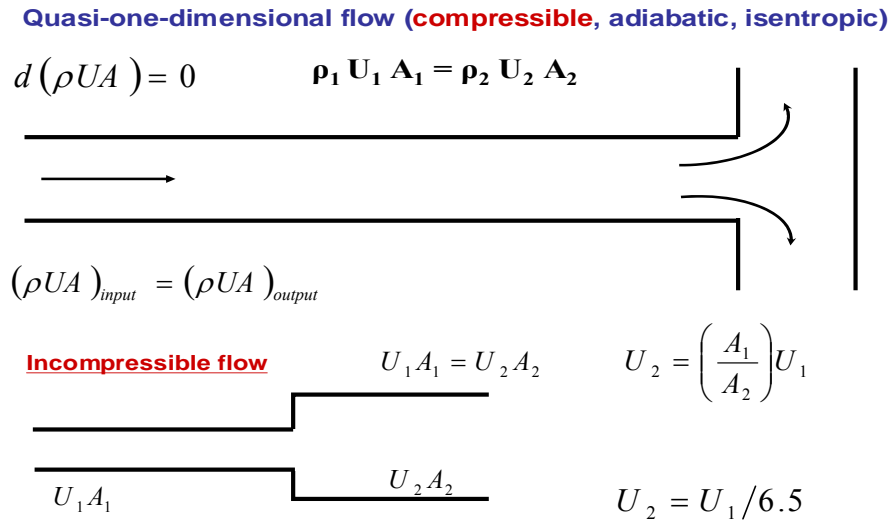 Quasi-one-dimensional flow (compressible, adiabatic, isentropic)
d(ρUA) = 0
ρ₁ U₁ A₁ = ρ₂ U₂ A₂
(ρUA)input = (ρUA)output
Incompressible flow
U₁A₁ = U₂A₂
U₂ = (A₁/A₂)U₁
U₁A₁
U₂A₂
U₂ = U₁/6.5